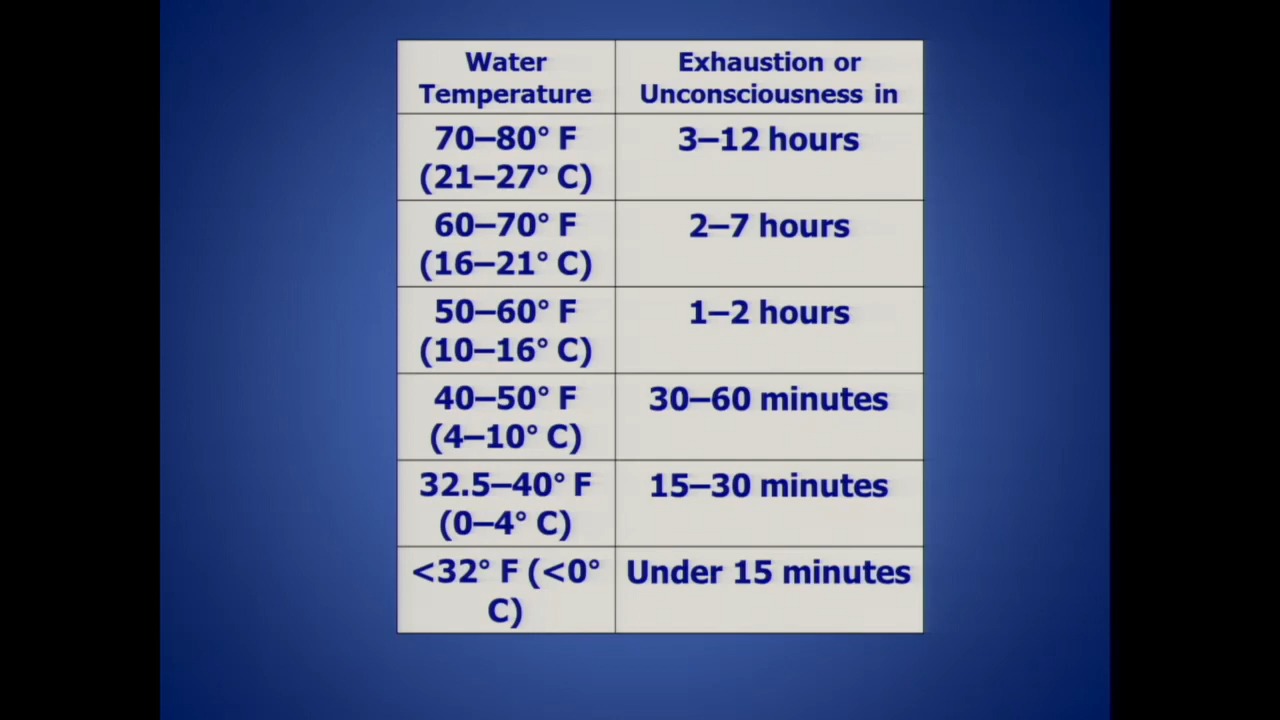 Water
Temperature
Exhaustion or
Unconsciousness in
70–80° F
(21–27° C)
3–12 hours
60–70° F
(16–21° C)
2–7 hours
50–60° F
(10–16° C)
1–2 hours
40–50° F
(4–10° C)
30–60 minutes
32.5–40° F
(0–4° C)
15–30 minutes
<32° F (<0°
C)
Under 15 minutes